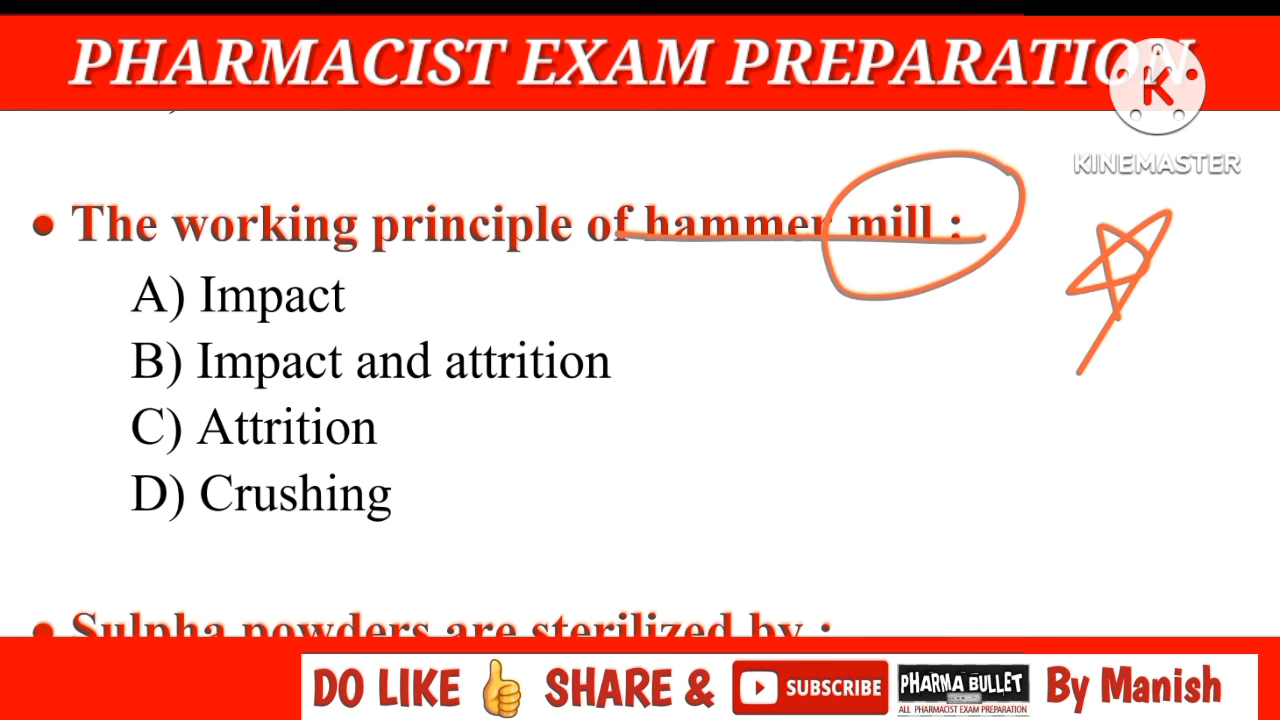 PHARMACIST EXAM PREPARATION
K
KINEMASTER
• The working principle of hammer mill :
A) Impact
B) Impact and attrition
C) Attrition
D) Crushing
• Sulpha powders are sterilized by :
DO LIKE 👍 SHARE & SUBSCRIBE PHARMA BULLET By Manish
ALL PHARMACIST EXAM PREPARATION